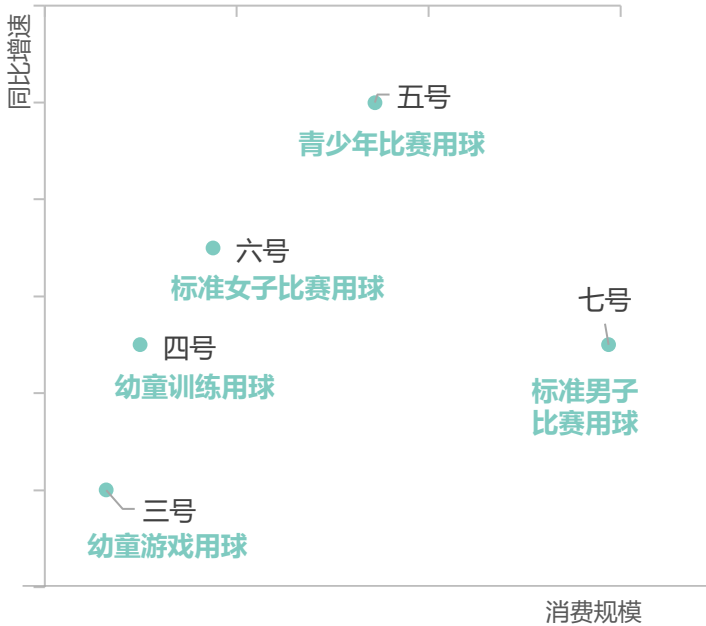 同比增速
五号
青少年比赛用球
六号
标准女子比赛用球
七号
四号
幼童训练用球
标准男子
比赛用球
三号
幼童游戏用球
消费规模